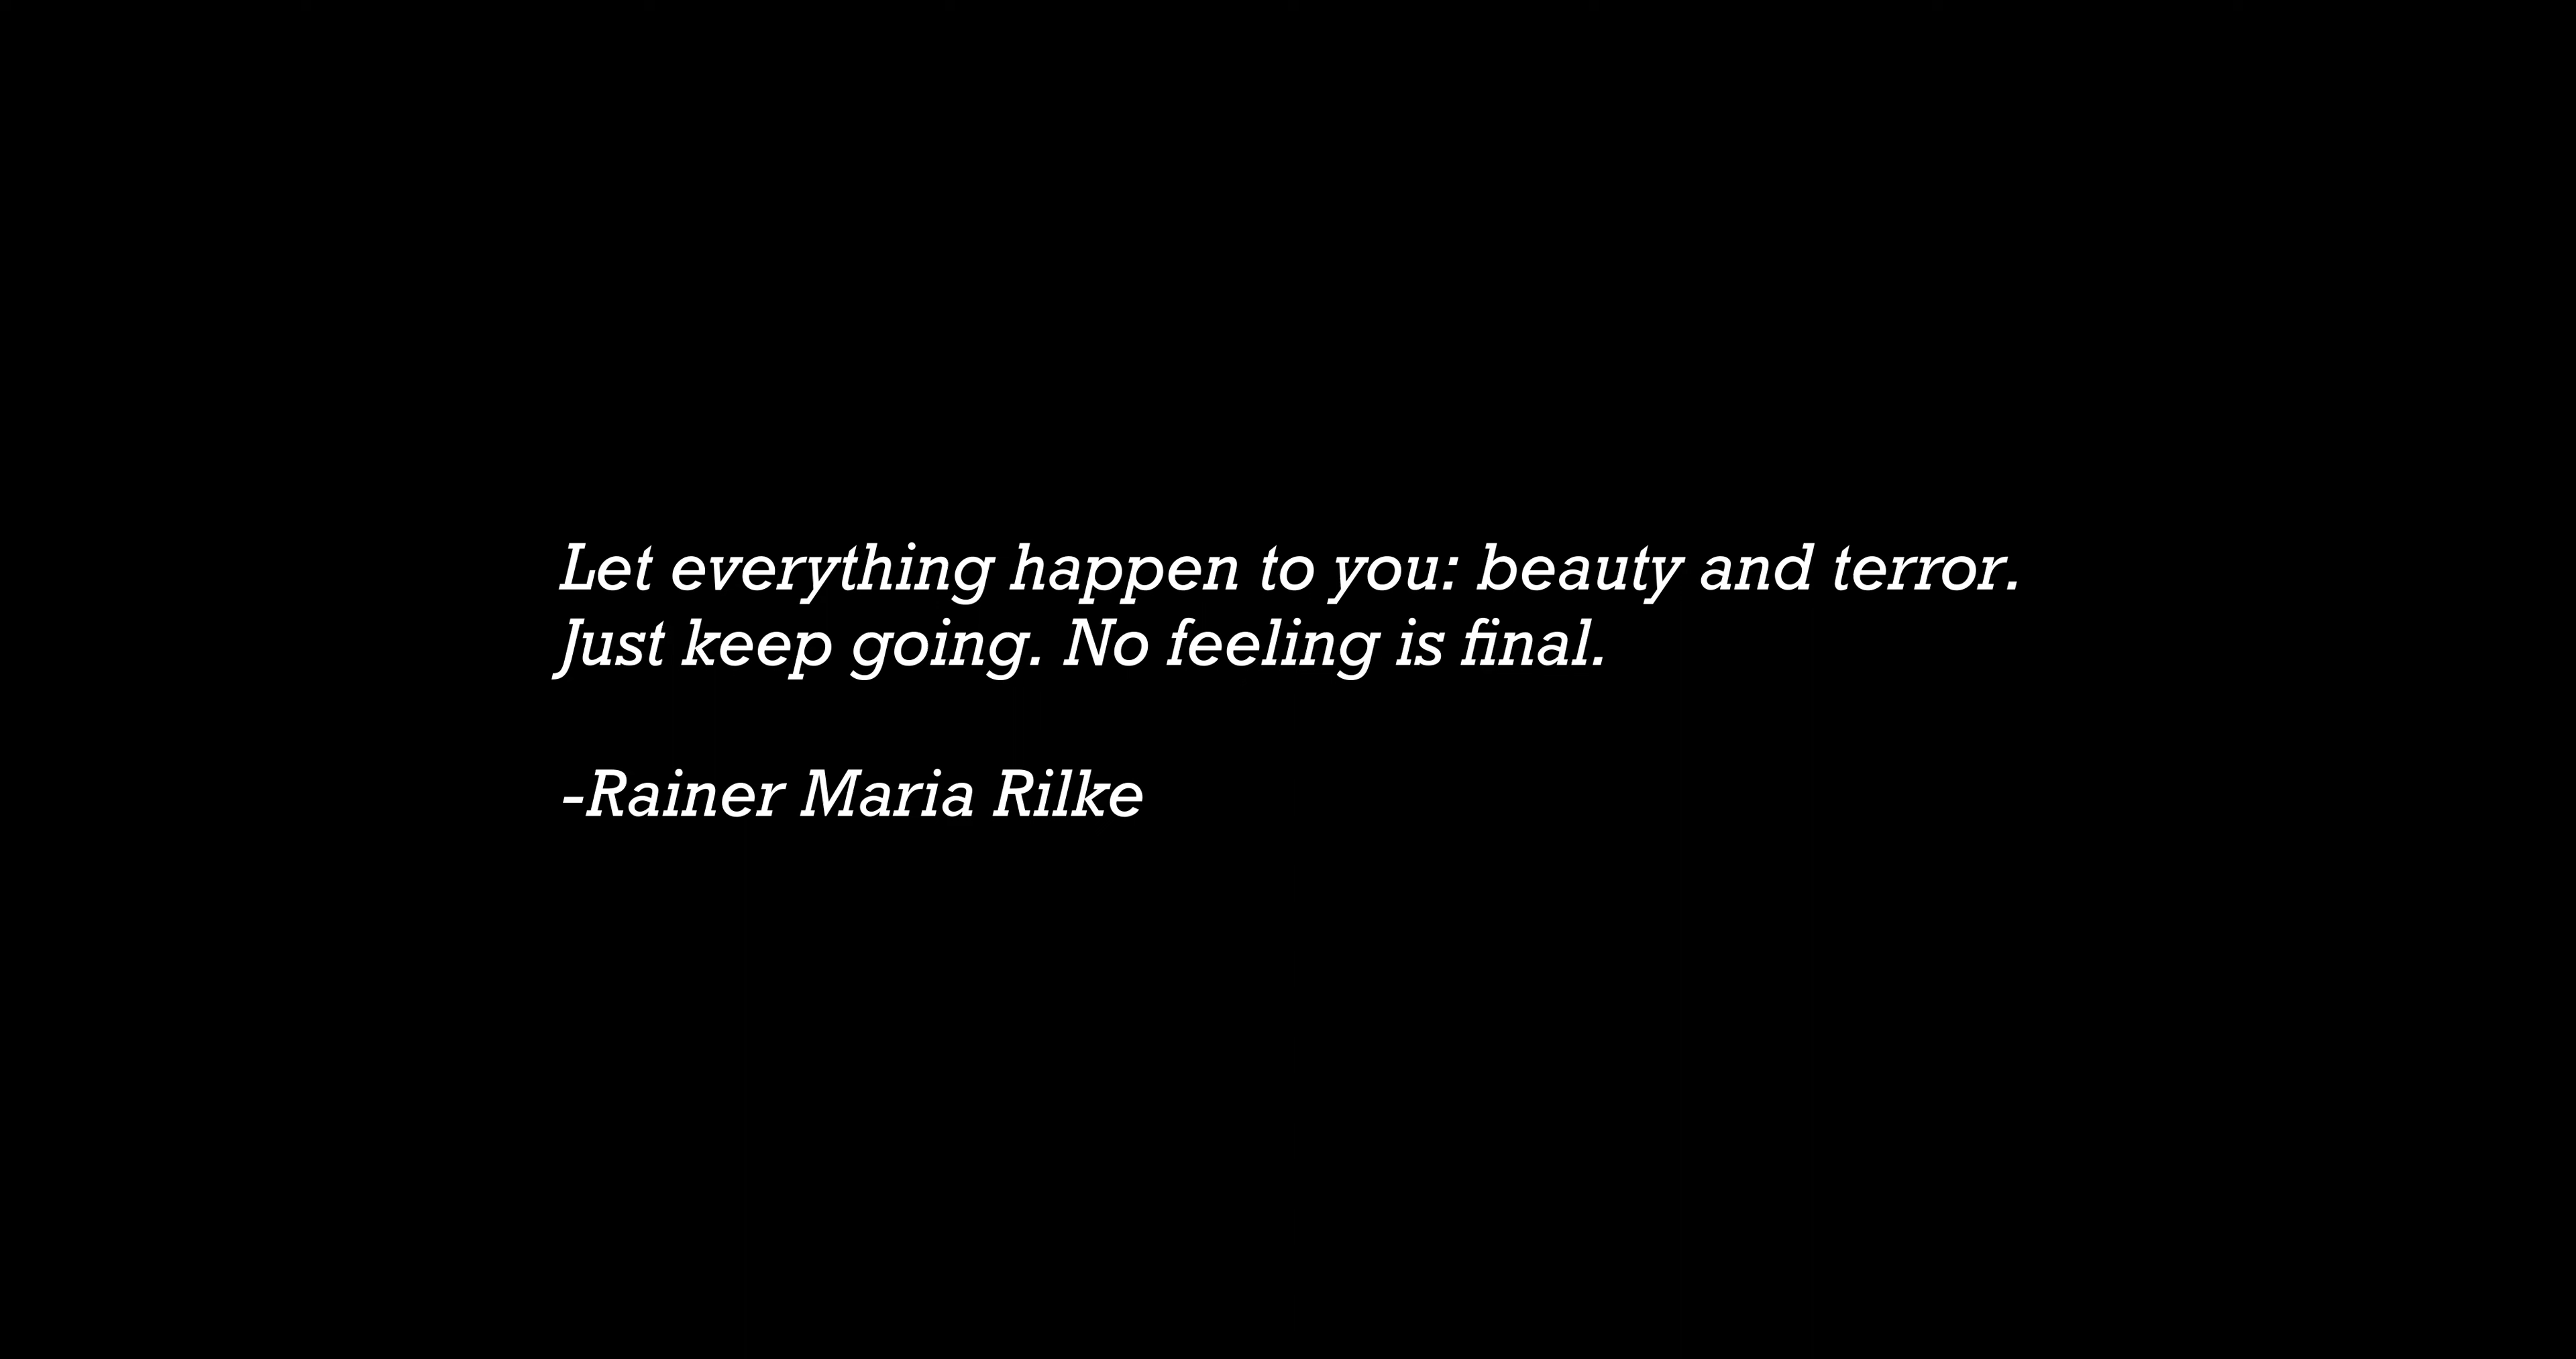 Let everything happen to you: beauty and terror.
Just keep going. No feeling is final.
-Rainer Maria Rilke